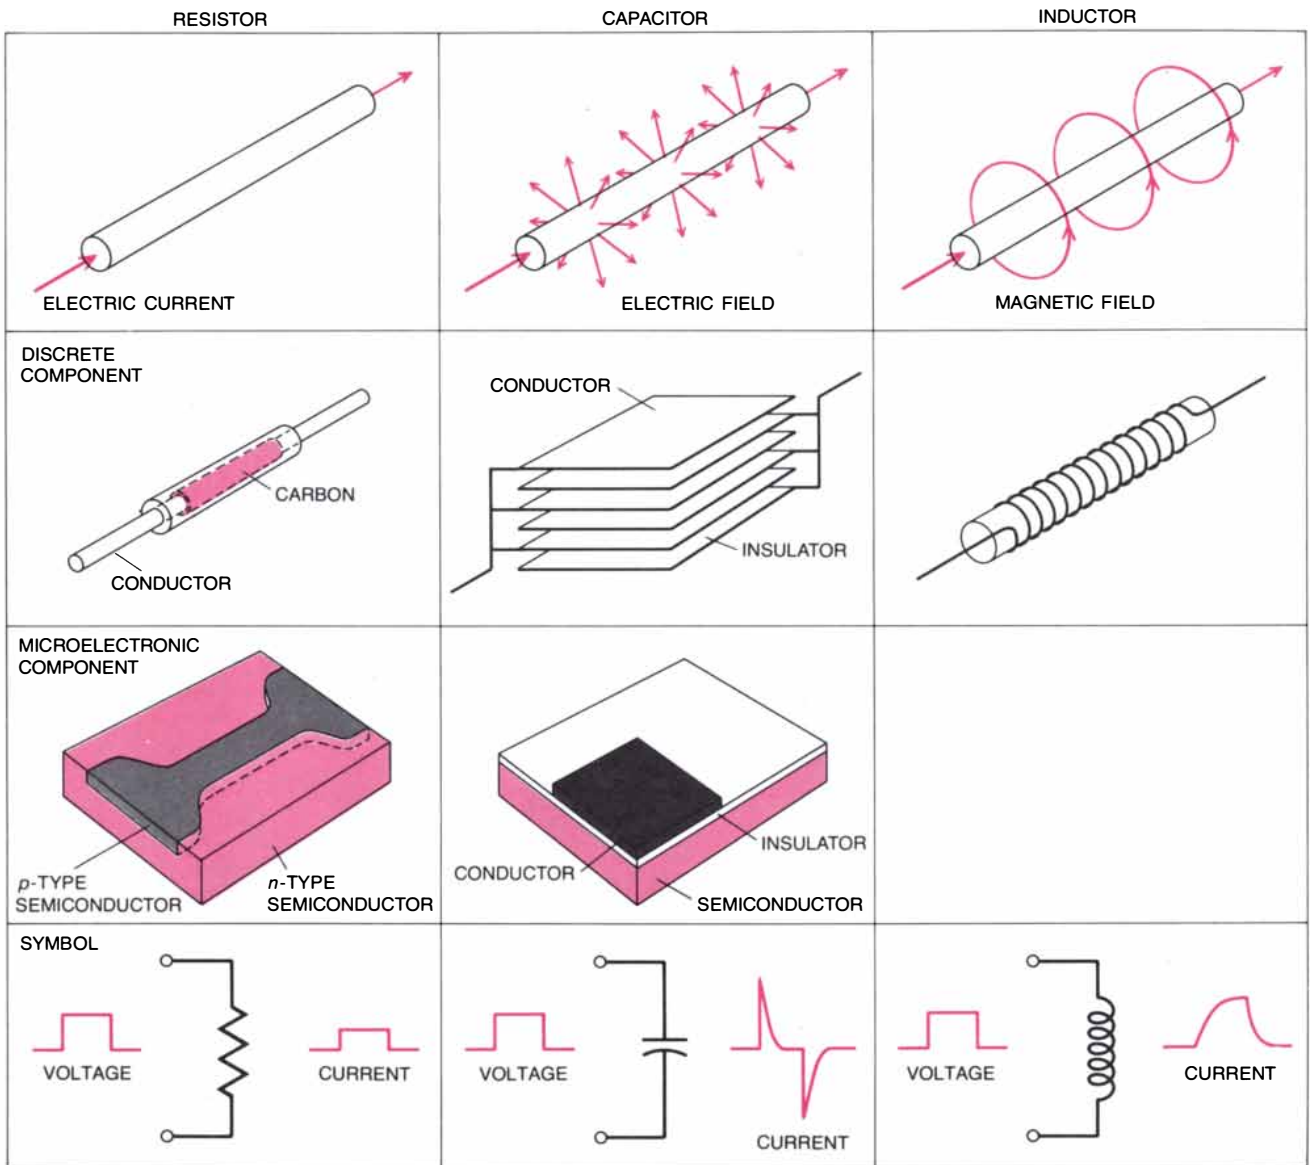 RESISTOR
CAPACITOR
INDUCTOR
ELECTRIC CURRENT
ELECTRIC FIELD
MAGNETIC FIELD
DISCRETE
COMPONENT
CARBON
CONDUCTOR
CONDUCTOR
INSULATOR
MICROELECTRONIC
COMPONENT
p-TYPE
SEMICONDUCTOR
n-TYPE
SEMICONDUCTOR
CONDUCTOR
INSULATOR
SEMICONDUCTOR
SYMBOL
VOLTAGE
CURRENT
VOLTAGE
CURRENT
VOLTAGE
CURRENT